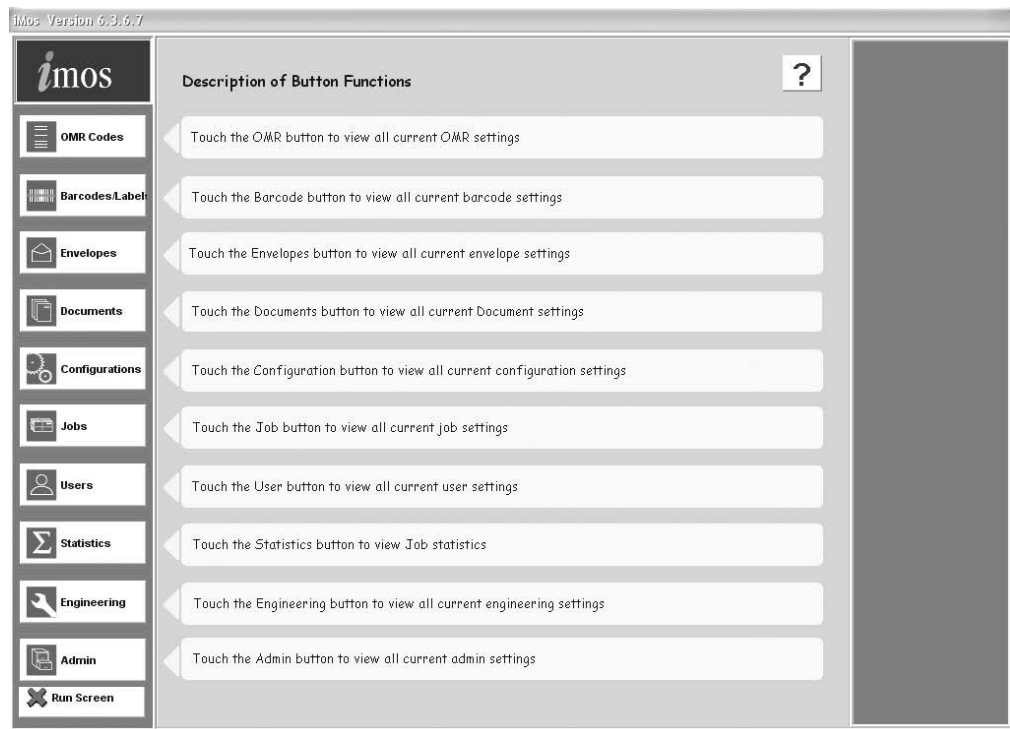 iMos Version 6.3.6.7
imos
Description of Button Functions
?
OMR Codes
Touch the OMR button to view all current OMR settings
Barcodes/Labels
Touch the Barcode button to view all current barcode settings
Envelopes
Touch the Envelopes button to view all current envelope settings
Documents
Touch the Documents button to view all current Document settings
Configurations
Touch the Configuration button to view all current configuration settings
Jobs
Touch the Job button to view all current job settings
Users
Touch the User button to view all current user settings
Σ Statistics
Touch the Statistics button to view Job statistics
Engineering
Touch the Engineering button to view all current engineering settings
Admin
Touch the Admin button to view all current admin settings
Run Screen